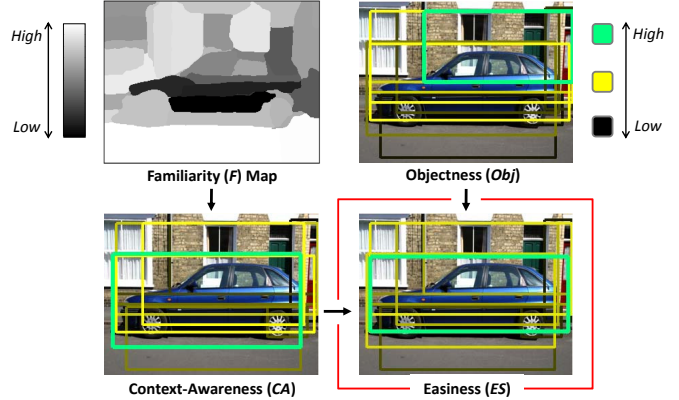 High
Low
High
Low
Familiarity (F) Map
Objectness (Obj)
Context-Awareness (CA)
Easiness (ES)